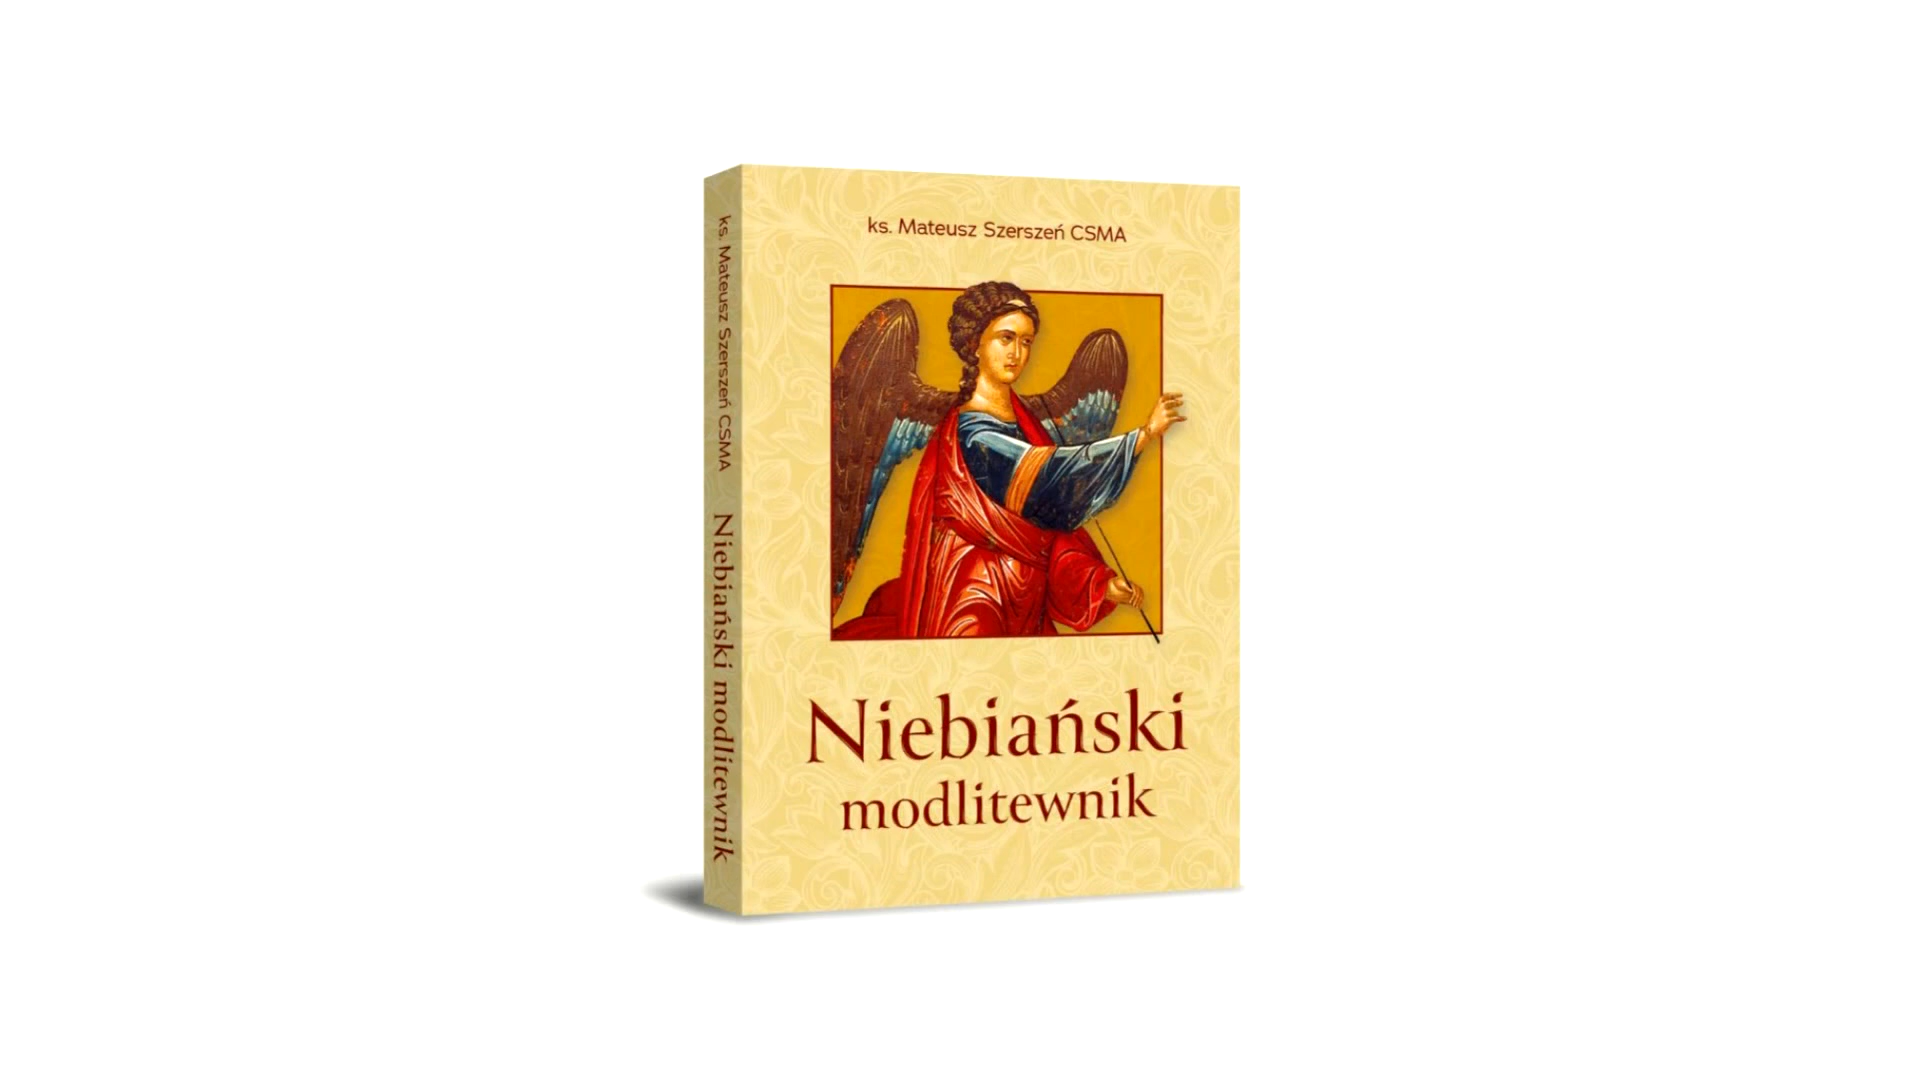 ks. Mateusz Szerszeń CSMA
Niebiański
modlitewnik
ks. Mateusz Szerszeń CSMA Niebiański modlitewnik